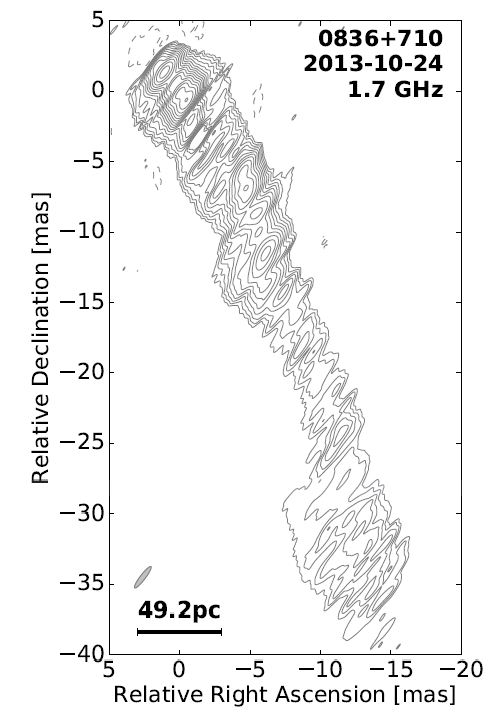 0836+710
2013-10-24
1.7 GHz
5
0
−5
−10
−15
−20
−25
−30
−35
−40
Relative Declination [mas]
49.2pc
5 0 −5 −10 −15 −20
Relative Right Ascension [mas]